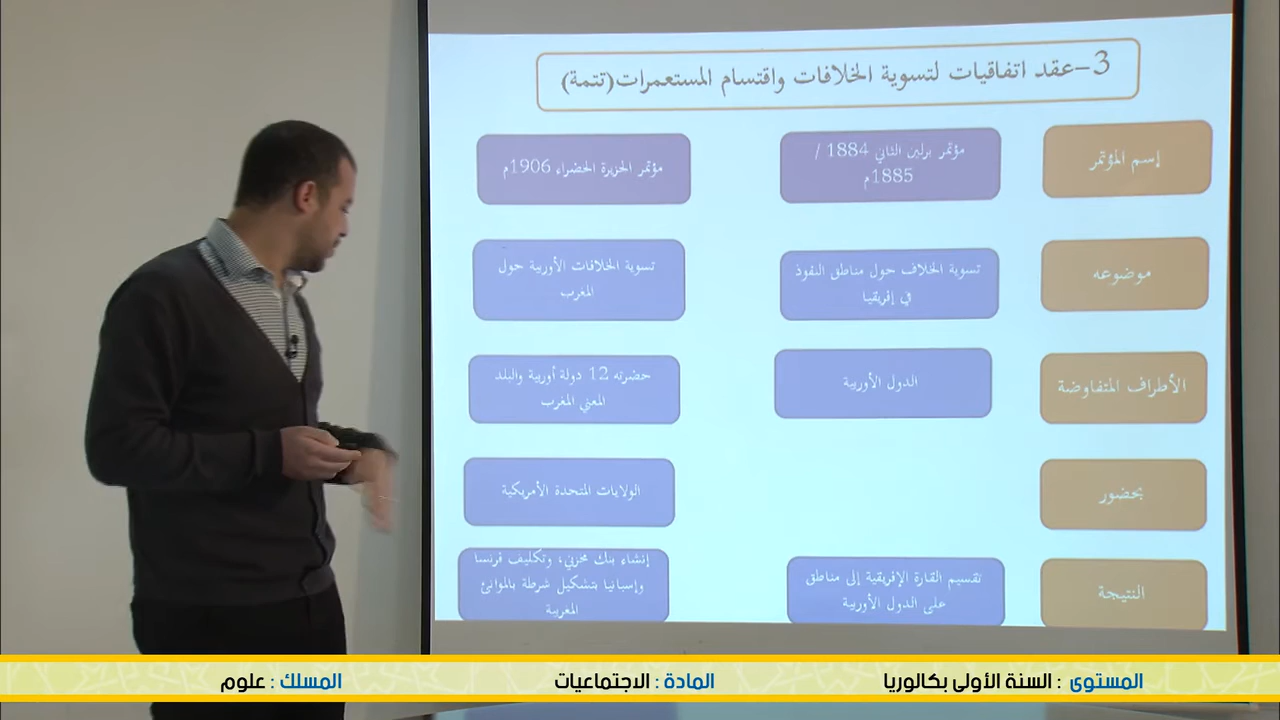 3-عقد اتفاقيات لتسوية الخلافات واقتسام المستعمرات(تتمة)
إسم المؤتمر
مؤتمر برلين الثاني 1884 /
1885م
مؤتمر الجزيرة الخضراء 1906م
موضوعه
تسوية الخلاف حول مناطق النفوذ
في إفريقيا
تسوية الخلافات الأوربية حول
المغرب
الأطراف المتفاوضة
الدول الأوربية
حضرته 12 دولة أوربية والبلد
المعني المغرب
بحضور
الولايات المتحدة الأمريكية
النتيجة
تقسيم القارة الإفريقية إلى مناطق
على الدول الأوربية
إنشاء بنك مخزني، وتكليف فرنسا
وإسبانيا بتشكيل شرطة بالموانئ
المغربية
المستوى : السنة الأولى بكالوريا
المادة : الاجتماعيات
المسلك : علوم